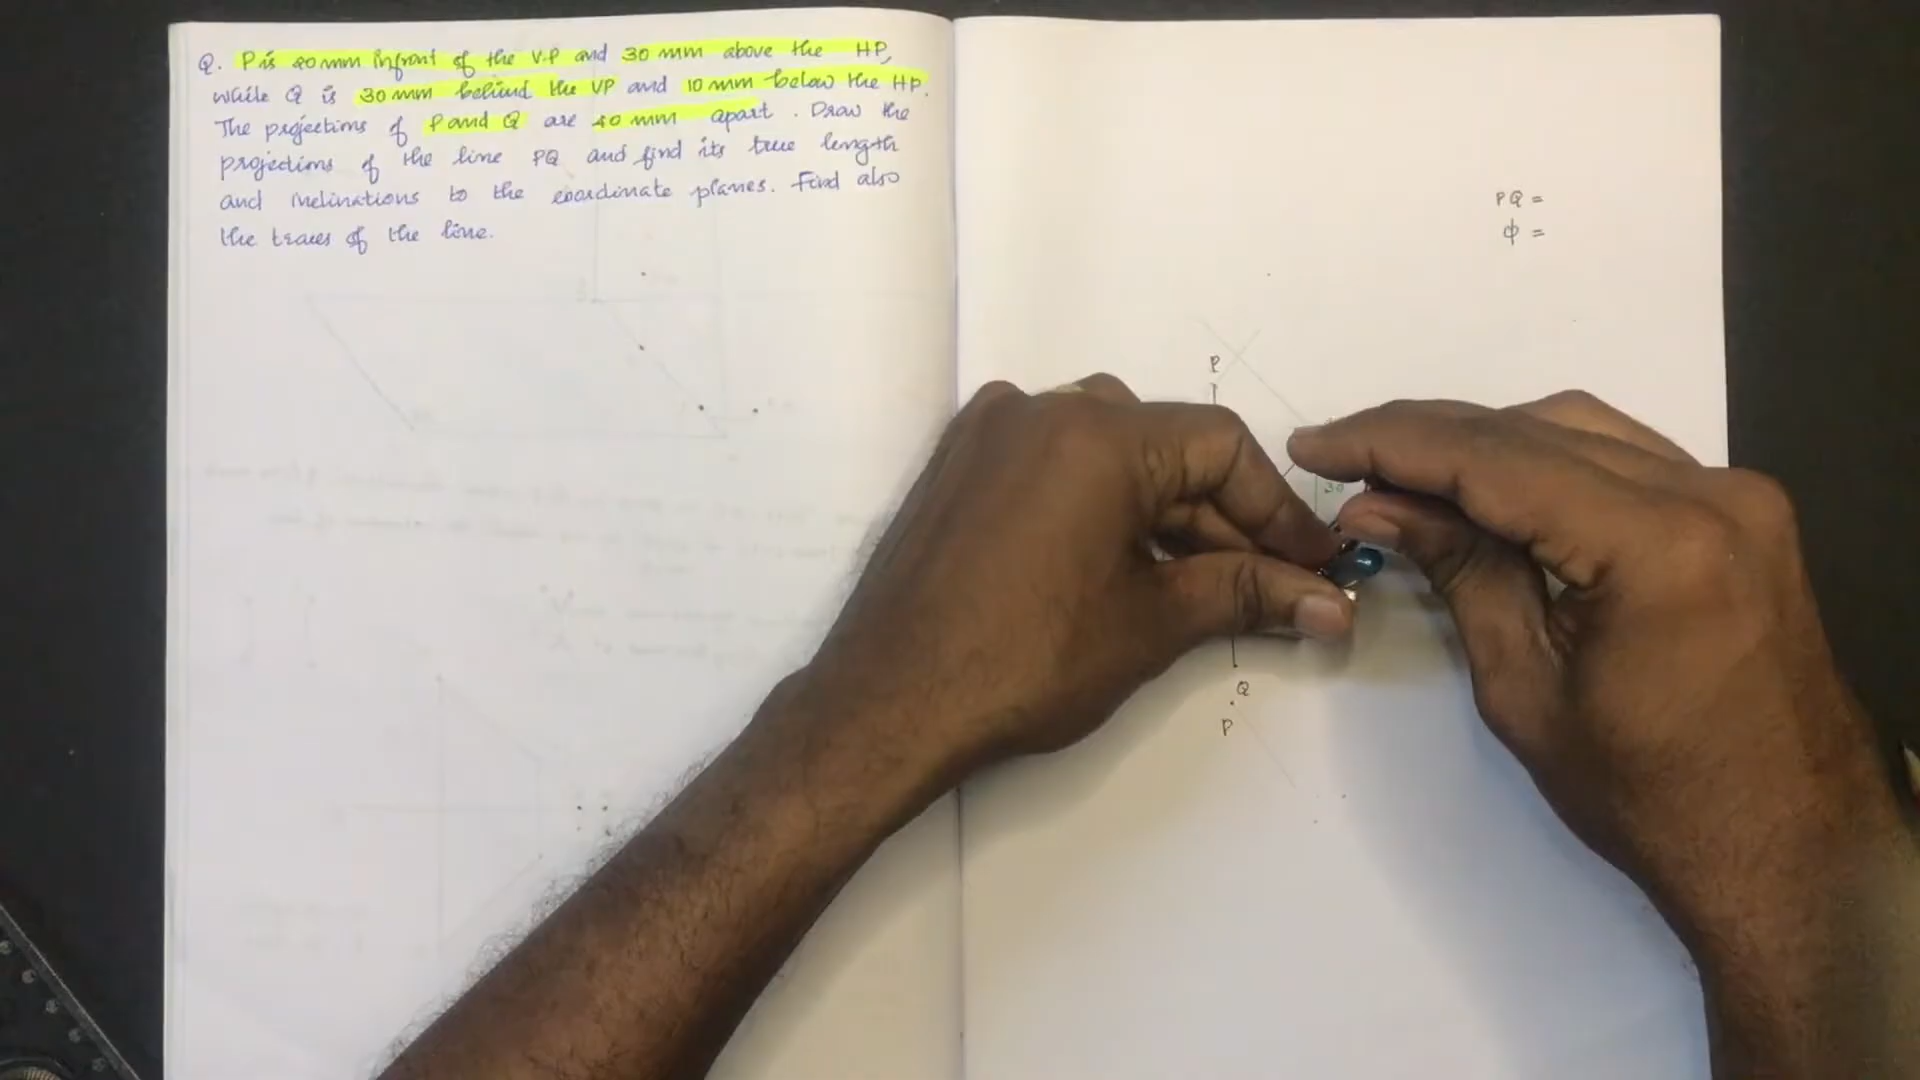 Q. P is 20 mm infront of the V.P and 30 mm above the HP,
while Q is 30 mm behind the VP and 10 mm below the HP.
The projections of P and Q are 40 mm apart. Draw the
projections of the line PQ and find its true length
and inclinations to the coordinate planes. Find also
the traces of the line.
PQ =
ϕ =
P
30
Q
P